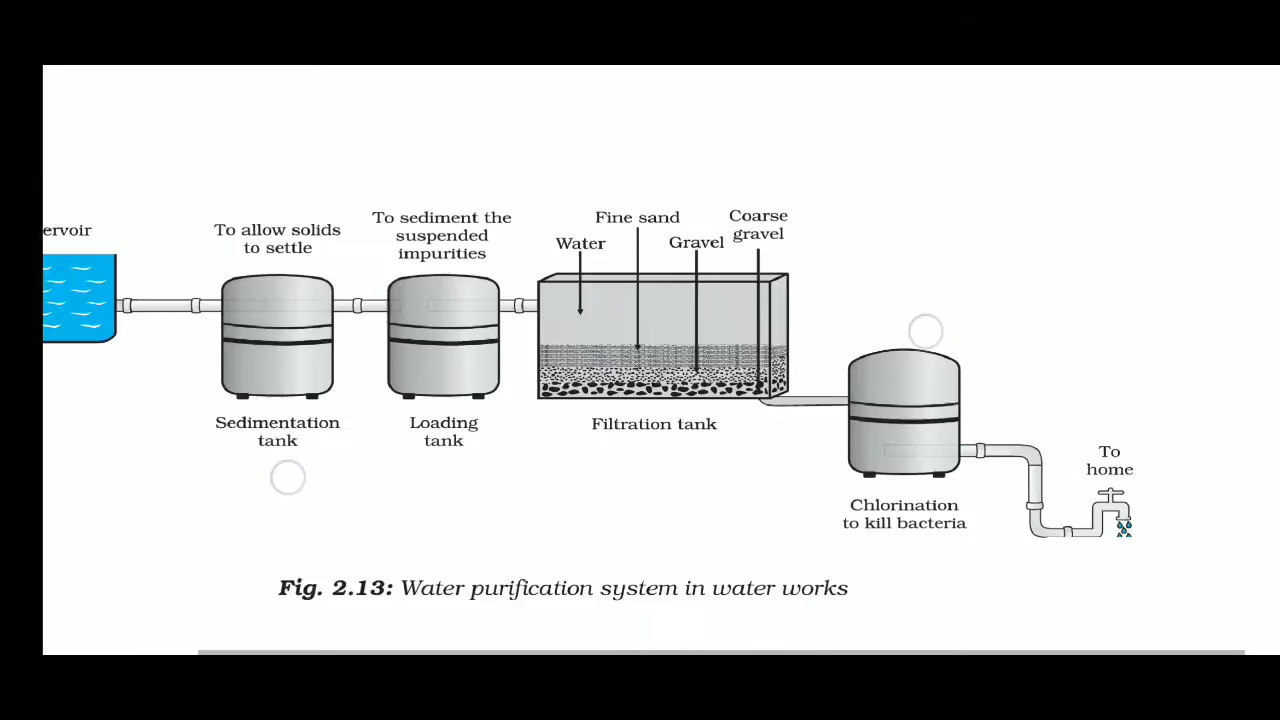 ervoir
To allow solids
to settle
To sediment the
suspended
impurities
Water
Fine sand
Gravel
Coarse
gravel
Sedimentation
tank
Loading
tank
Filtration tank
Chlorination
to kill bacteria
To
home
Fig. 2.13: Water purification system in water works